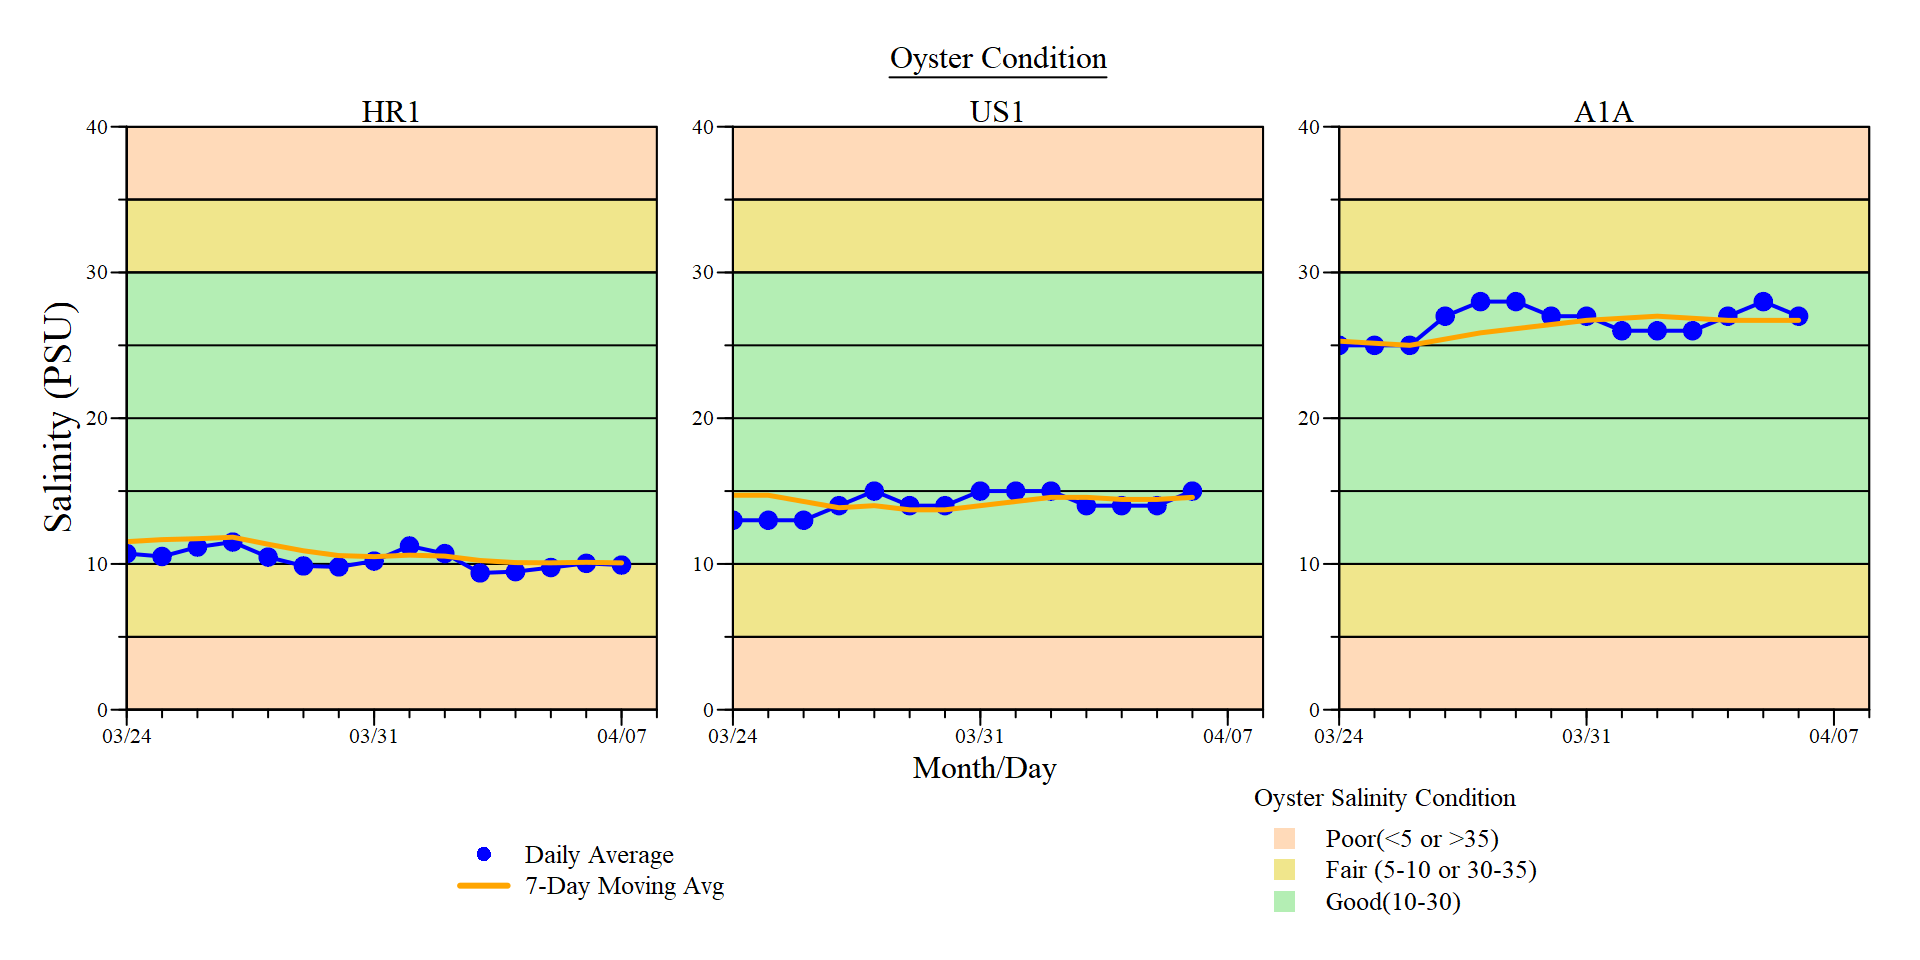 Oyster Condition
HR1
US1
A1A
Salinity (PSU)
40
30
20
10
0
03/24
03/31
04/07
40
30
20
10
0
03/24
03/31
04/07
40
30
20
10
0
03/24
03/31
04/07
Month/Day
Daily Average
7-Day Moving Avg
Oyster Salinity Condition
Poor(<5 or >35)
Fair (5-10 or 30-35)
Good(10-30)